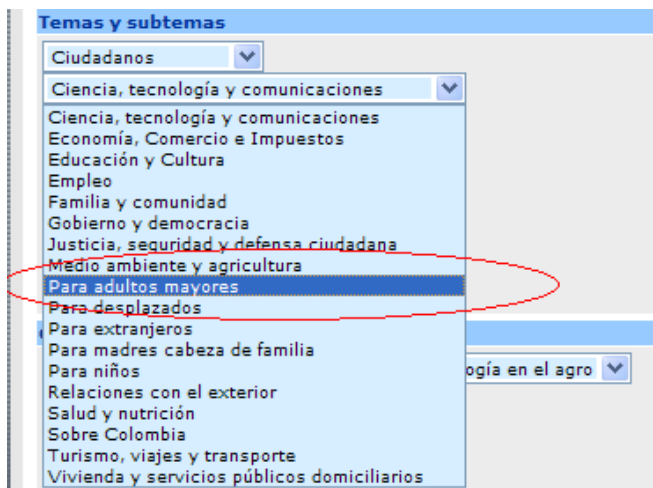 Temas y subtemas
Ciudadanos
Ciencia, tecnología y comunicaciones
Ciencia, tecnología y comunicaciones
Economía, Comercio e Impuestos
Educación y Cultura
Empleo
Familia y comunidad
Gobierno y democracia
Justicia, seguridad y defensa ciudadana
Medio ambiente y agricultura
Para adultos mayores
Para desplazados
Para extranjeros
Para madres cabeza de familia
Para niños
ogía en el agro
Relaciones con el exterior
Salud y nutrición
Sobre Colombia
Turismo, viajes y transporte
Vivienda y servicios públicos domiciliarios